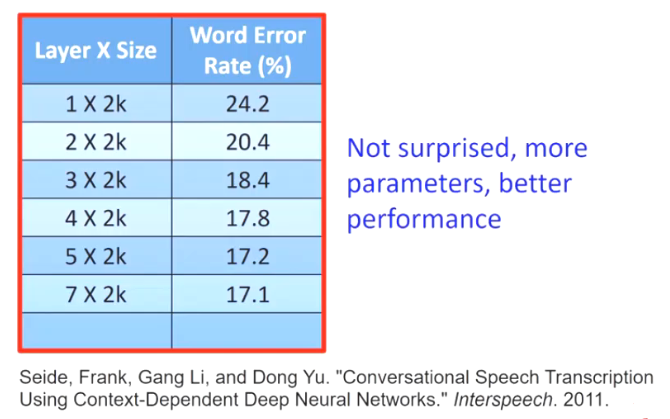 Layer X Size
Word Error
Rate (%)
1 X 2k 24.2
2 X 2k 20.4
3 X 2k 18.4
4 X 2k 17.8
5 X 2k 17.2
7 X 2k 17.1
Not surprised, more
parameters, better
performance
Seide, Frank, Gang Li, and Dong Yu. "Conversational Speech Transcription
Using Context-Dependent Deep Neural Networks." Interspeech. 2011.